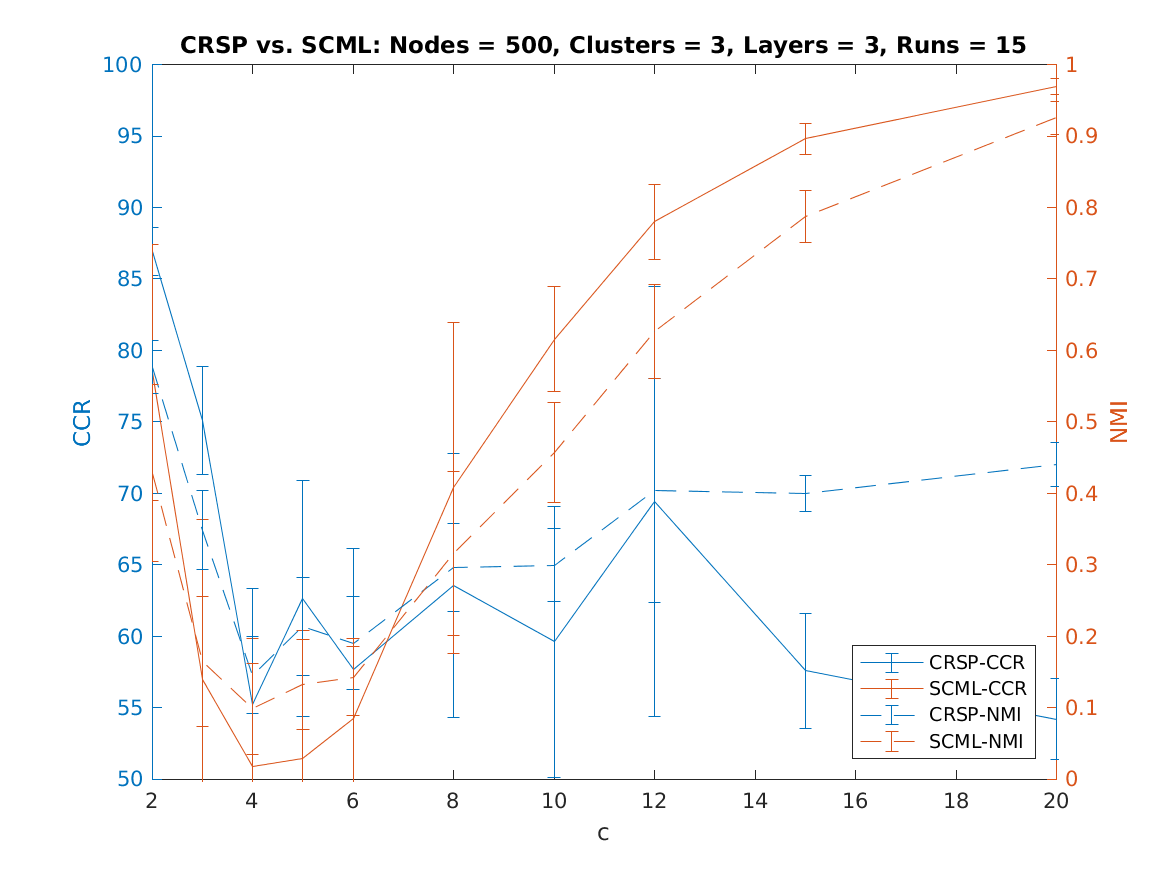 CRSP vs. SCML: Nodes = 500, Clusters = 3, Layers = 3, Runs = 15
CCR
100
95
90
85
80
75
70
65
60
55
50
NMI
1
0.9
0.8
0.7
0.6
0.5
0.4
0.3
0.2
0.1
0
CRSP-CCR
SCML-CCR
CRSP-NMI
SCML-NMI
2 4 6 8 10 12 14 16 18 20
c